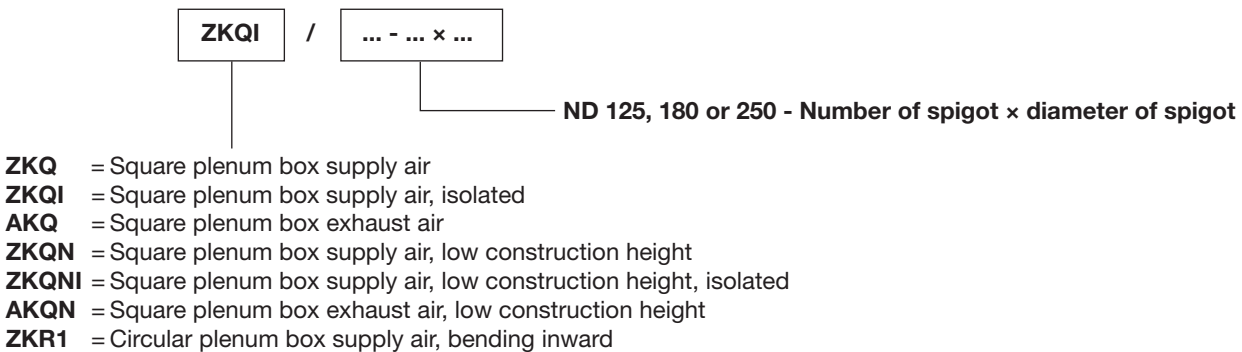 ZKQI / ... - ... × ...
ND 125, 180 or 250 - Number of spigot × diameter of spigot
ZKQ = Square plenum box supply air
ZKQI = Square plenum box supply air, isolated
AKQ = Square plenum box exhaust air
ZKQN = Square plenum box supply air, low construction height
ZKQNI = Square plenum box supply air, low construction height, isolated
AKQN = Square plenum box exhaust air, low construction height
ZKR1 = Circular plenum box supply air, bending inward